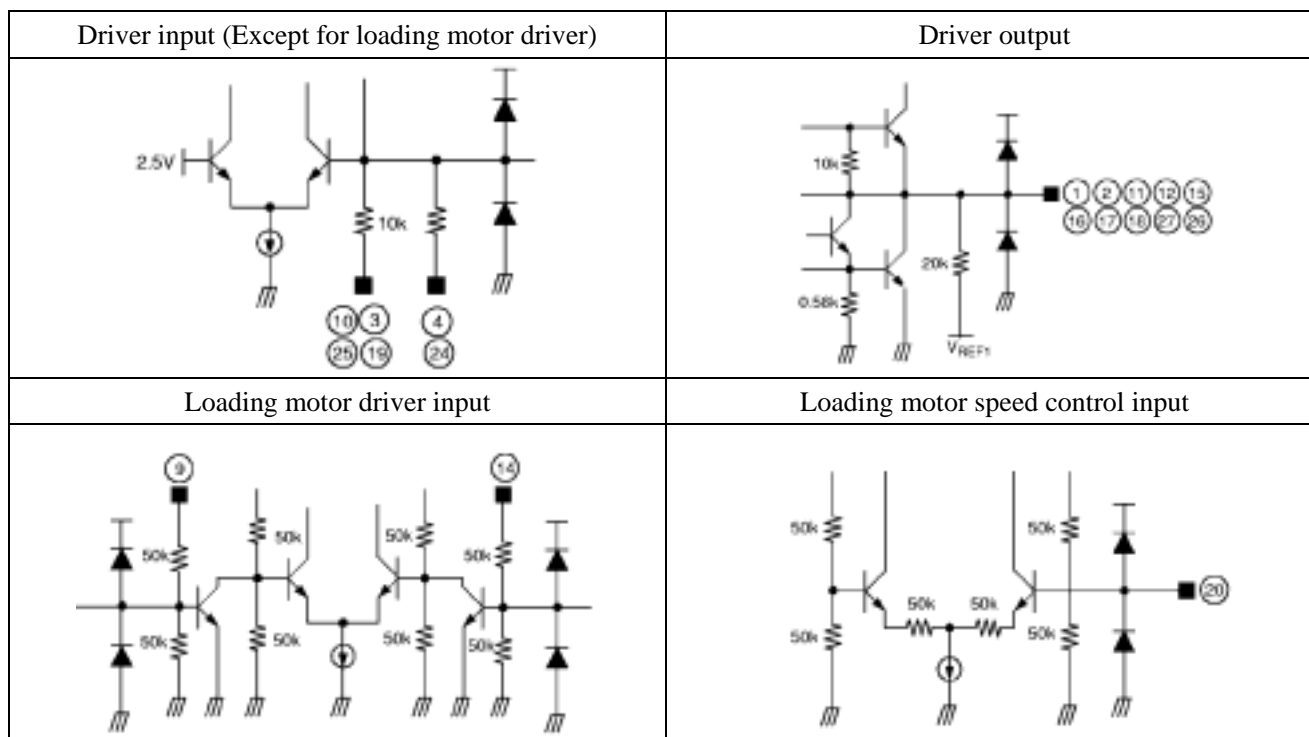 Driver input (Except for loading motor driver)
Driver output
2.5V
10k
10 3 4
25 19 24
10k
20k
0.58k
VREF1
1 2 11 12 15
16 17 18 27 26
Loading motor driver input
Loading motor speed control input
9 14
50k 50k 50k 50k
50k 50k 50k 50k
50k 50k
50k 50k
50k 50k
20